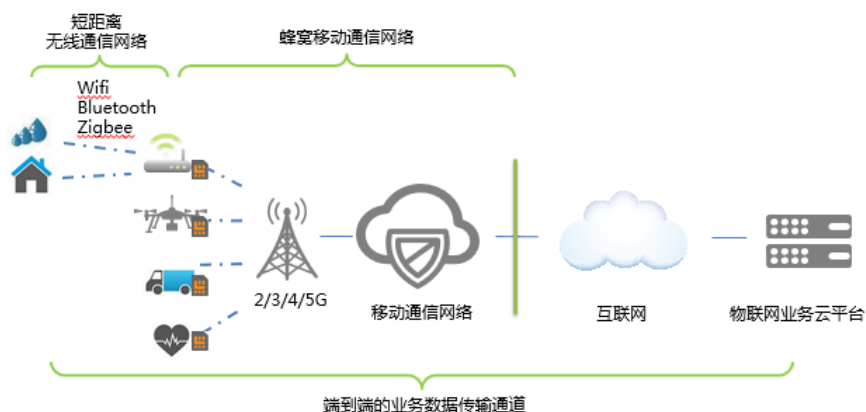 短距离
无线通信网络
蜂窝移动通信网络
Wifi
Bluetooth
Zigbee
2/3/4/5G
移动通信网络
互联网
物联网业务云平台
端到端的业务数据传输通道